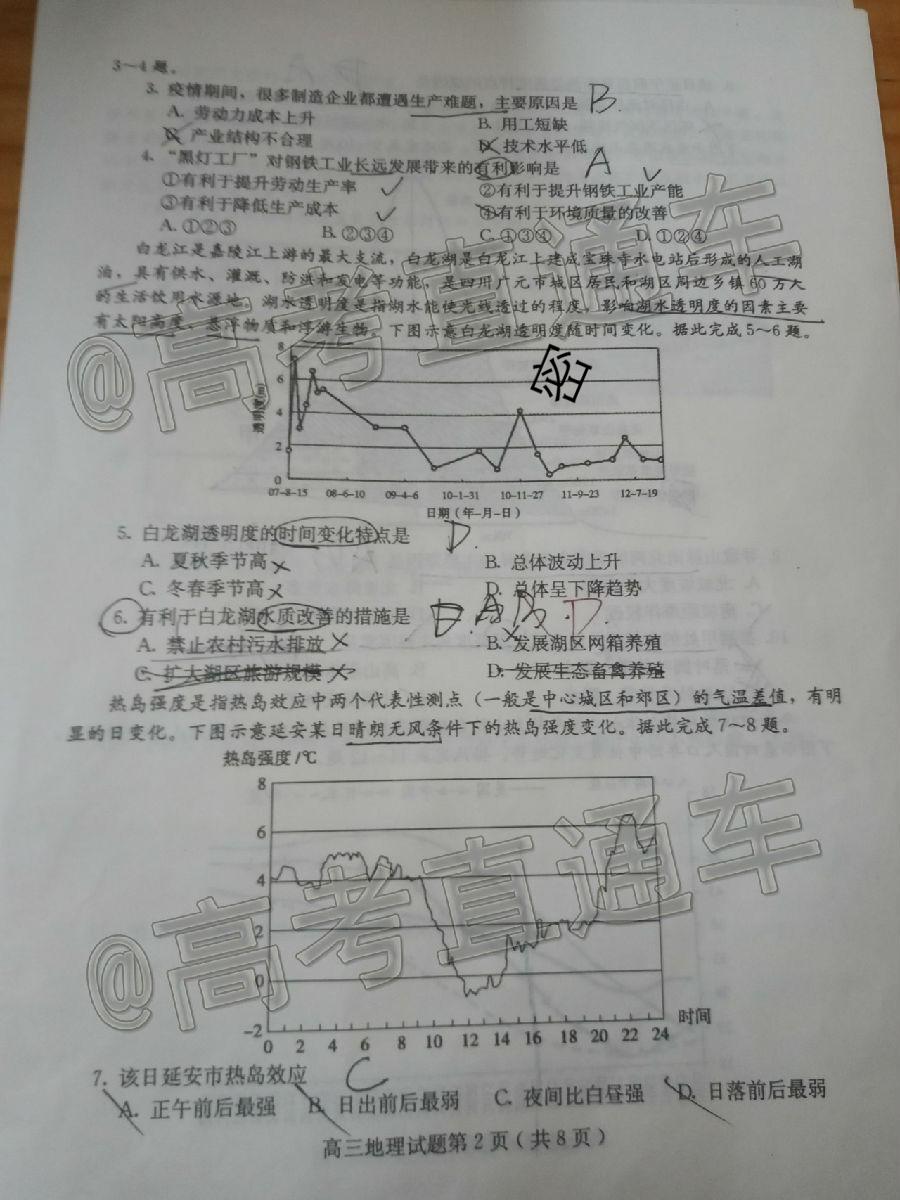 3～4题。
3. 疫情期间，很多制造企业都遭遇生产难题，主要原因是 B
A. 劳动力成本上升 B. 用工短缺
C. 产业结构不合理 D. 技术水平低
4. “黑灯工厂”对钢铁工业长远发展带来的有利影响是 A
①有利于提升劳动生产率 ②有利于提升钢铁工业产能
③有利于降低生产成本 ④有利于环境质量的改善
A. ①②③ B. ②③④ C. ①③④ D. ①②④
白龙江是嘉陵江上游的最大支流，白龙湖是白龙江上建成宝珠寺水电站后形成的人工湖
泊，具有供水、灌溉、防洪和发电等功能，是四川广元市城区居民和湖区周边乡镇60万人
的生活饮用水源地。湖水透明度是指湖水能使光线透过的程度，影响湖水透明度的因素主要
有太阳高度、悬浮物质和浮游生物。下图示意白龙湖透明度随时间变化。据此完成5～6题。
密
透明度(m)
8
6
4
2
0
07-8-15 08-6-10 09-4-6 10-1-31 10-11-27 11-9-23 12-7-19
日期（年-月-日）
5. 白龙湖透明度的时间变化特点是 D.
A. 夏秋季节高 B. 总体波动上升
C. 冬春季节高 D. 总体呈下降趋势
6. 有利于白龙湖水质改善的措施是 D
A. 禁止农村污水排放 B. 发展湖区网箱养殖
C. 扩大湖区旅游规模 D. 发展生态畜禽养殖
热岛强度是指热岛效应中两个代表性测点（一般是中心城区和郊区）的气温差值，有明
显的日变化。下图示意延安某日晴朗无风条件下的热岛强度变化。据此完成7～8题。
热岛强度/℃
8
6
4
2
0
-2
0 2 4 6 8 10 12 14 16 18 20 22 24 时间
7. 该日延安市热岛效应 C
A. 正午前后最强 B. 日出前后最弱 C. 夜间比白昼强 D. 日落前后最弱
高三地理试题第2页（共8页）
@高考直通车
@高考直通车